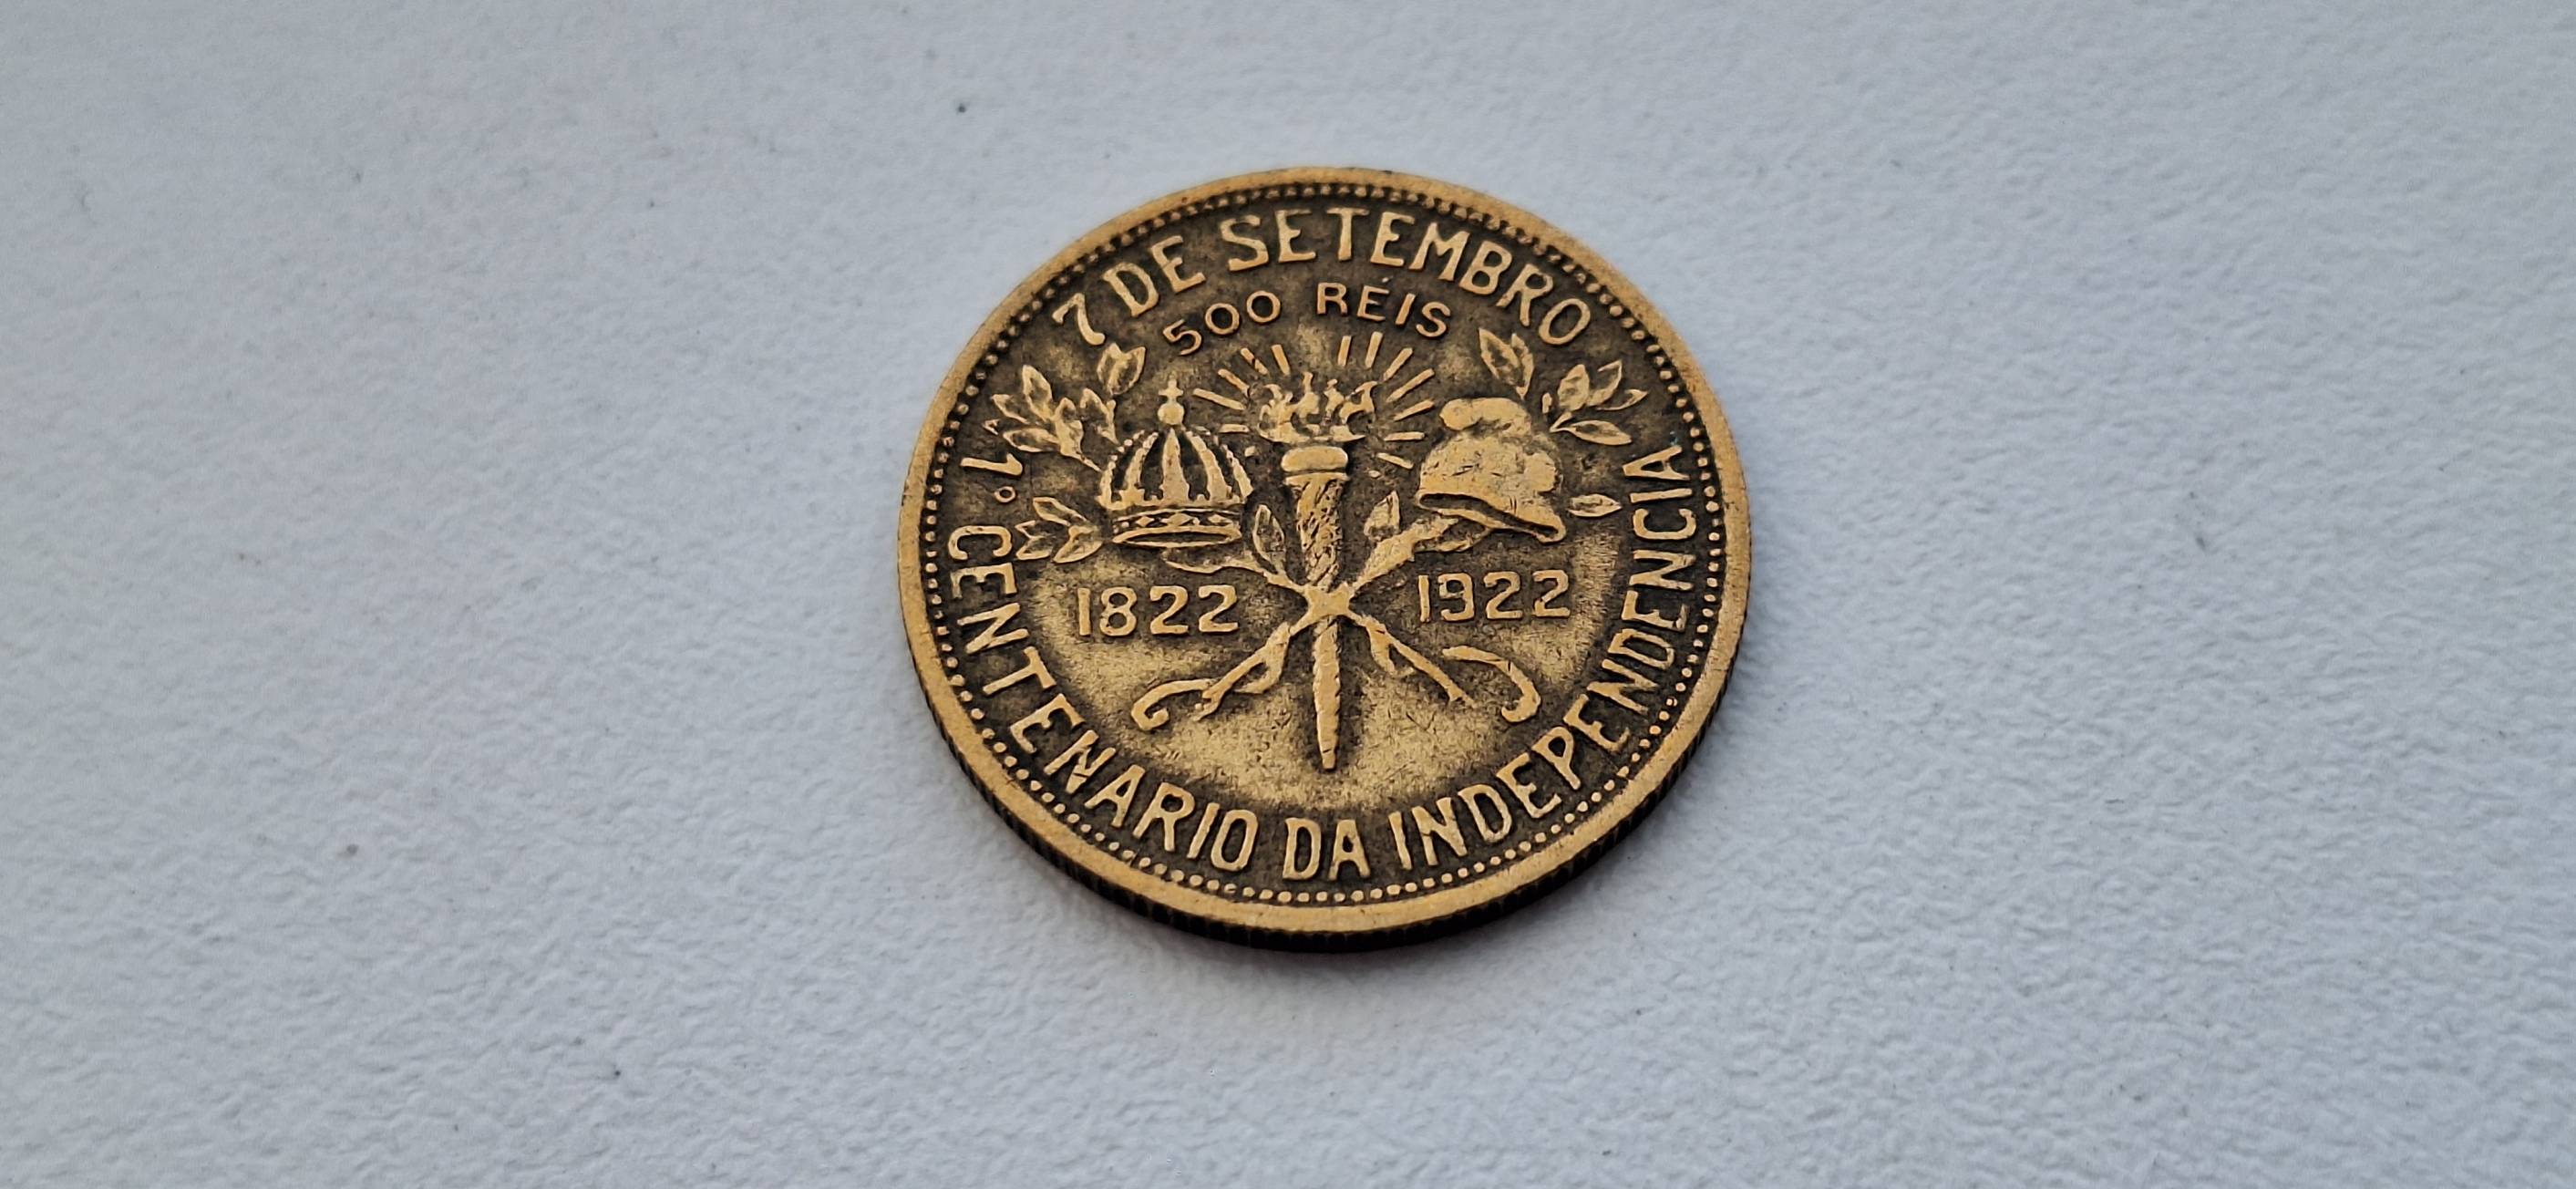 7 DE SETEMBRO
500 RÉIS
1822 1922
1º CENTENARIO DA INDEPENDENCIA